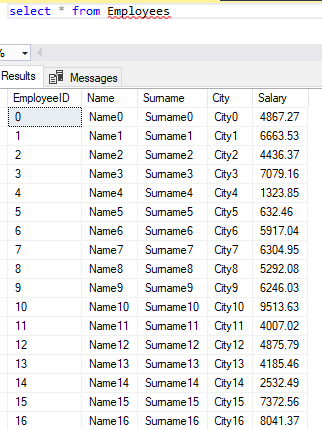 select * from Employees
%
Results Messages
EmployeeID Name Surname City Salary
0 Name0 Surname0 City0 4867.27
1 Name1 Surname1 City1 6663.53
2 Name2 Surname2 City2 4436.37
3 Name3 Surname3 City3 7079.16
4 Name4 Surname4 City4 1323.85
5 Name5 Surname5 City5 632.46
6 Name6 Surname6 City6 5917.04
7 Name7 Surname7 City7 6304.95
8 Name8 Surname8 City8 5292.08
9 Name9 Surname9 City9 6246.03
10 Name10 Surname10 City10 9513.63
11 Name11 Surname11 City11 4007.02
12 Name12 Surname12 City12 4875.79
13 Name13 Surname13 City13 4185.46
14 Name14 Surname14 City14 2532.49
15 Name15 Surname15 City15 7372.56
16 Name16 Surname16 City16 8041.37